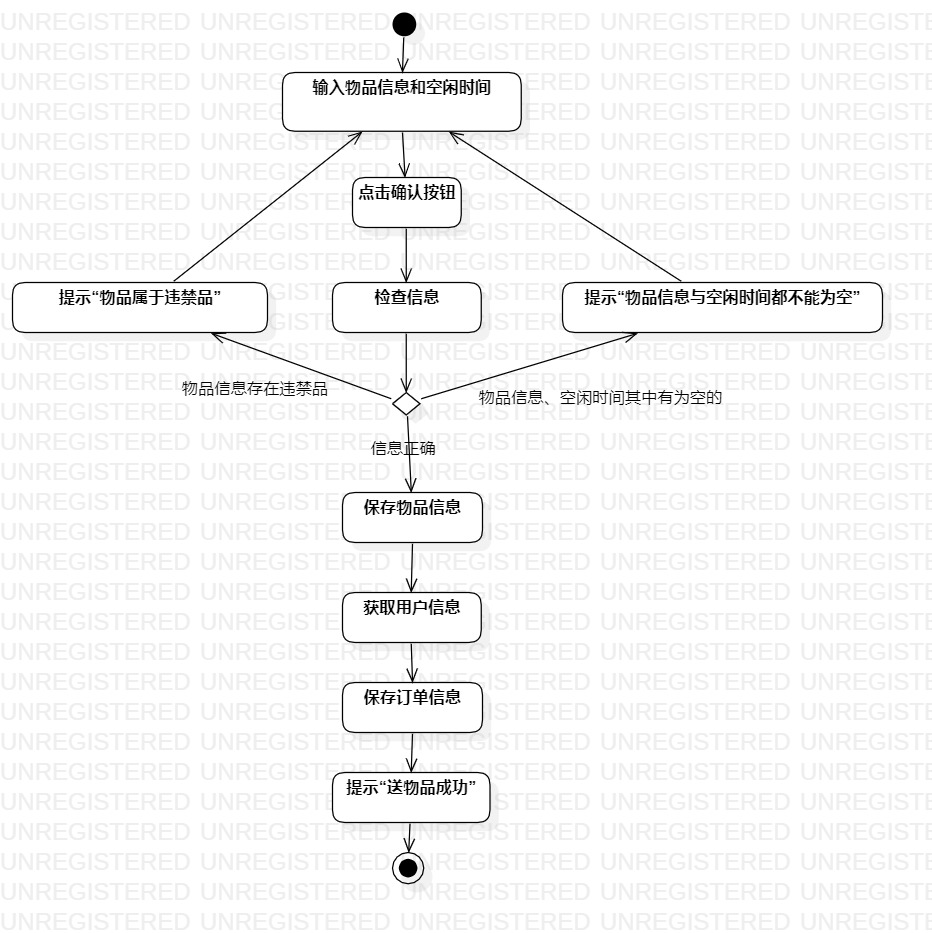 输入物品信息和空闲时间
点击确认按钮
提示“物品属于违禁品”
检查信息
提示“物品信息与空闲时间都不能为空”
物品信息存在违禁品
物品信息、空闲时间其中有为空的
信息正确
保存物品信息
获取用户信息
保存订单信息
提示“送物品成功”
UNREGISTERED